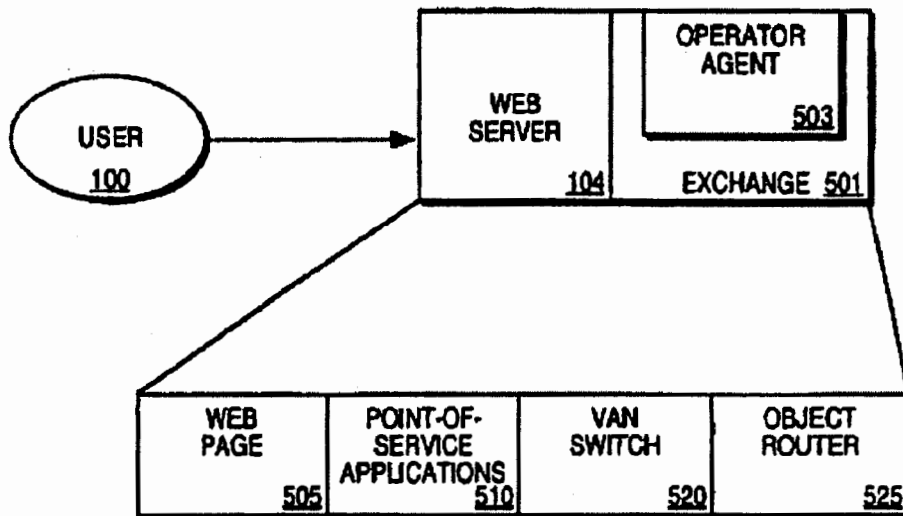 USER
100
WEB
SERVER
104
OPERATOR
AGENT
503
EXCHANGE 501
WEB
PAGE
505
POINT-OF-
SERVICE
APPLICATIONS
510
VAN
SWITCH
520
OBJECT
ROUTER
525